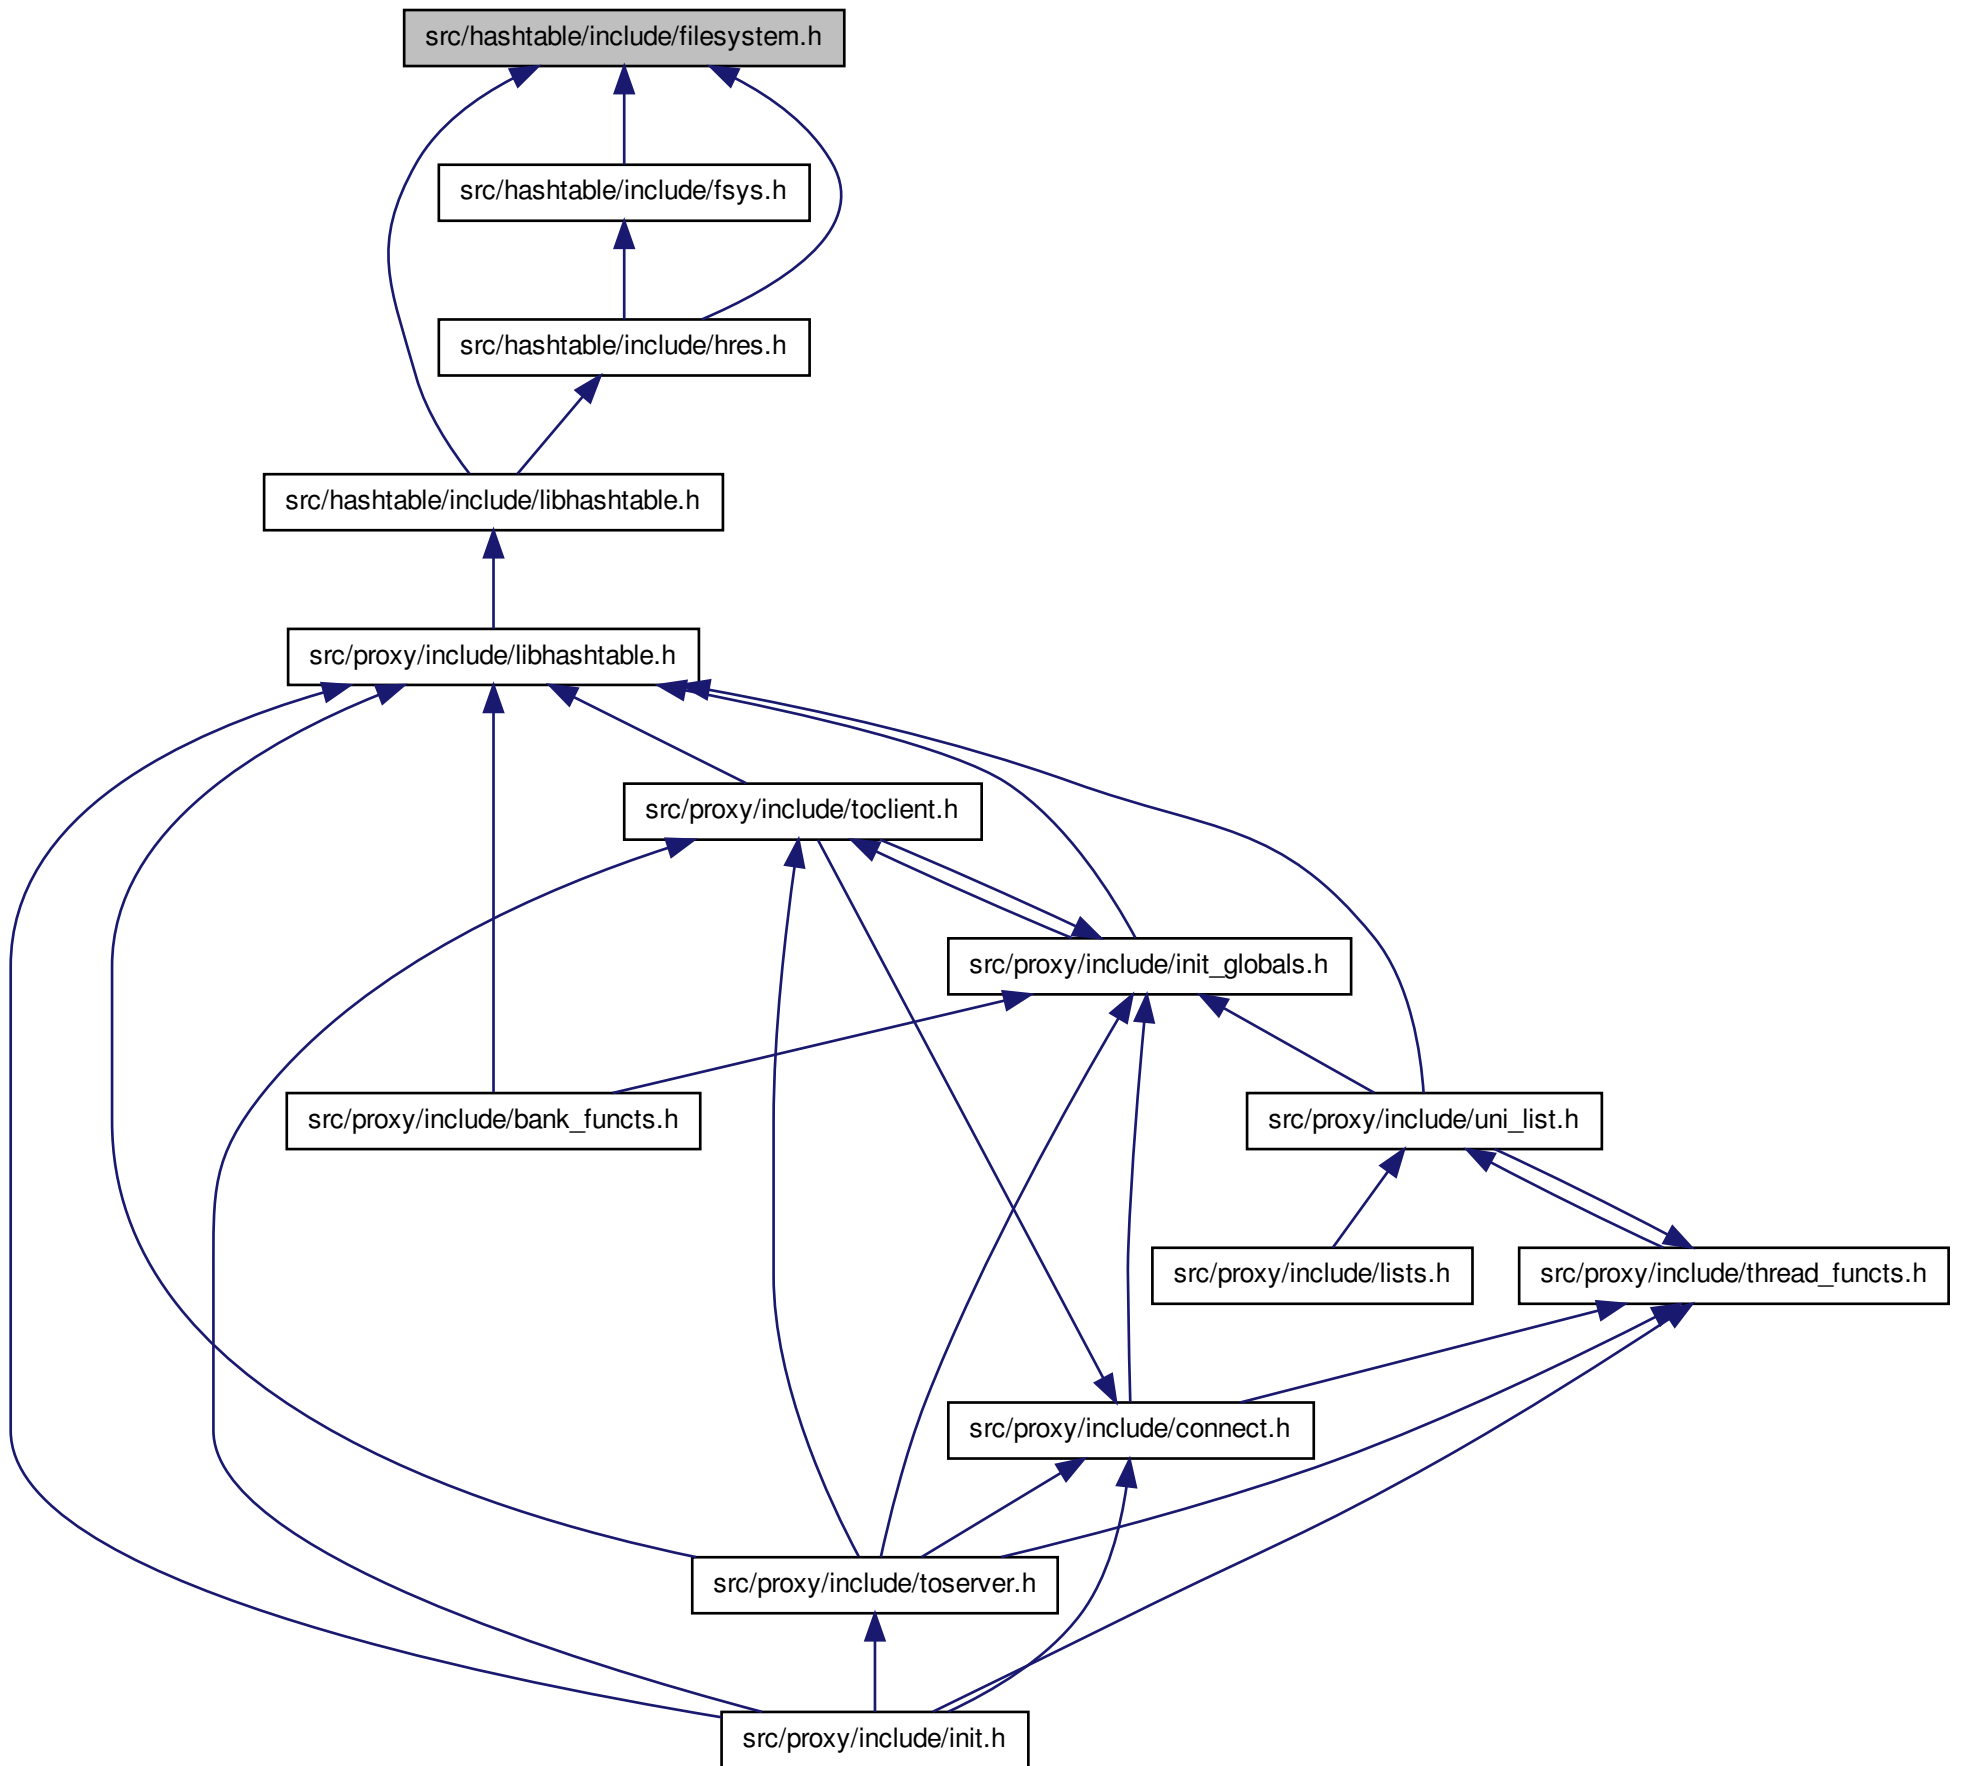 src/hashtable/include/filesystem.h
src/hashtable/include/fsys.h
src/hashtable/include/hres.h
src/hashtable/include/libhashtable.h
src/proxy/include/libhashtable.h
src/proxy/include/toclient.h
src/proxy/include/init_globals.h
src/proxy/include/bank_functs.h
src/proxy/include/uni_list.h
src/proxy/include/lists.h
src/proxy/include/thread_functs.h
src/proxy/include/connect.h
src/proxy/include/toserver.h
src/proxy/include/init.h